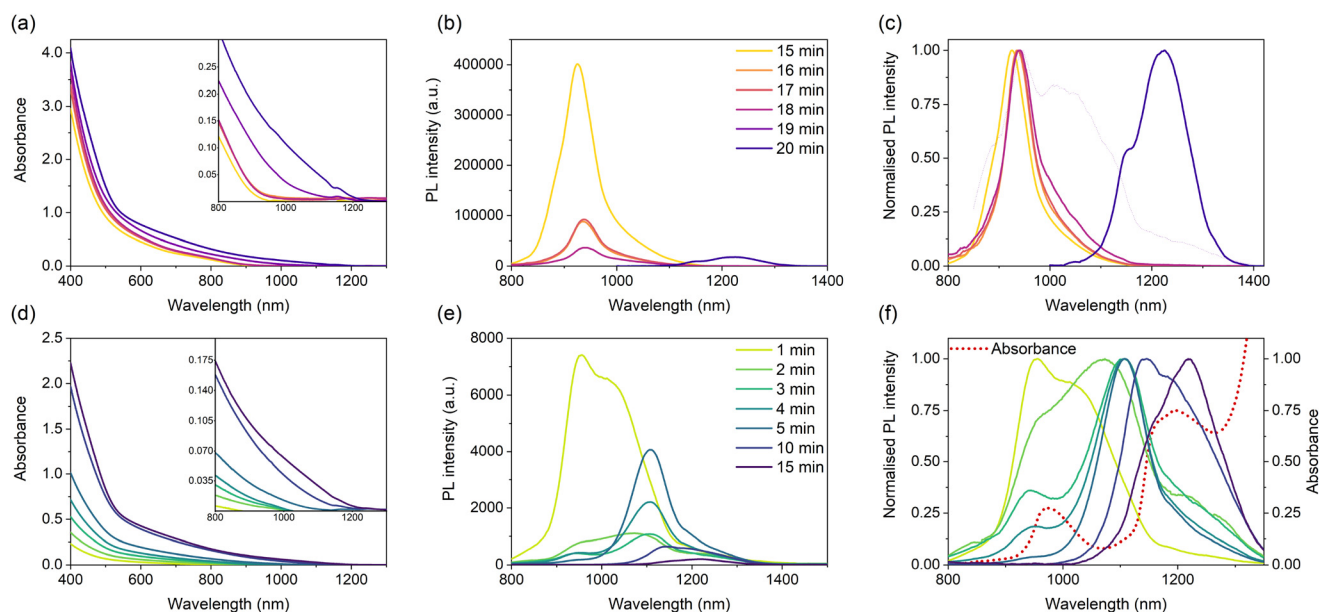 (a)
Absorbance
4.0
3.0
2.0
1.0
0.0
400 600 800 1000 1200
Wavelength (nm)
0.25
0.20
0.15
0.10
0.05
800 1000 1200
(b)
PL intensity (a.u.)
400000
300000
200000
100000
0
800 1000 1200 1400
Wavelength (nm)
15 min
16 min
17 min
18 min
19 min
20 min
(c)
Normalised PL intensity
1.00
0.75
0.50
0.25
0.00
800 1000 1200 1400
Wavelength (nm)
(d)
Absorbance
2.5
2.0
1.5
1.0
0.5
0.0
400 600 800 1000 1200
Wavelength (nm)
0.175
0.140
0.105
0.070
0.035
800 1000 1200
(e)
PL intensity (a.u.)
8000
6000
4000
2000
0
800 1000 1200 1400
Wavelength (nm)
1 min
2 min
3 min
4 min
5 min
10 min
15 min
(f)
Normalised PL intensity
1.00
0.75
0.50
0.25
0.00
800 1000 1200
Wavelength (nm)
Absorbance
1.00
0.75
0.50
0.25
0.00
Absorbance